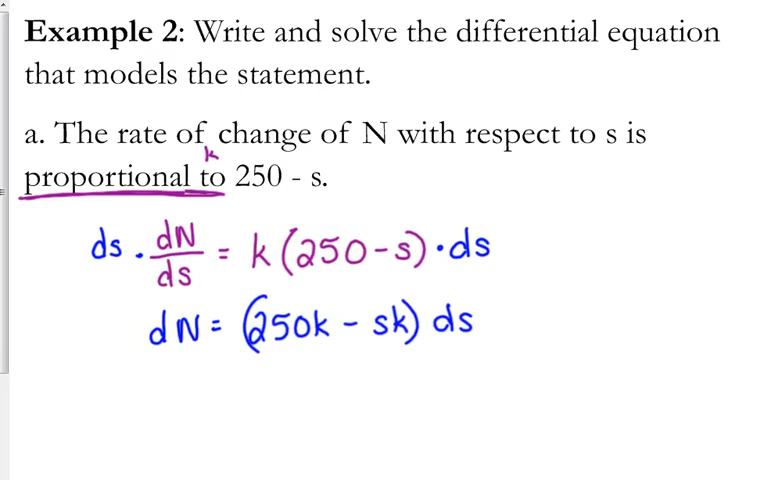 Example 2: Write and solve the differential equation
that models the statement.
a. The rate of change of N with respect to s is
k
proportional to 250 - s.
ds · dN/ds = k(250-s) · ds
dN = (250k - sk) ds